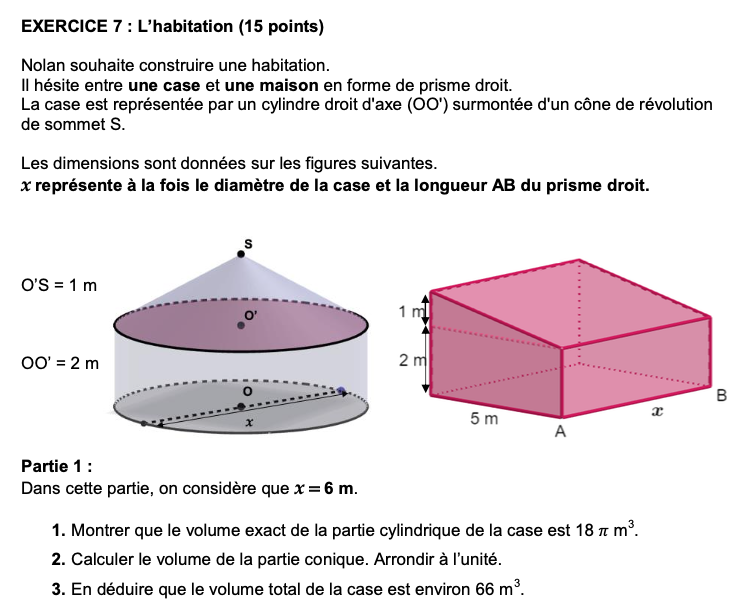 EXERCICE 7 : L'habitation (15 points)
Nolan souhaite construire une habitation.
Il hésite entre une case et une maison en forme de prisme droit.
La case est représentée par un cylindre droit d'axe (OO') surmontée d'un cône de révolution
de sommet S.
Les dimensions sont données sur les figures suivantes.
x représente à la fois le diamètre de la case et la longueur AB du prisme droit.
S
O'S = 1 m
O'
1 m
OO' = 2 m
2 m
O
x
5 m
A
x
B
Partie 1 :
Dans cette partie, on considère que x = 6 m.
1. Montrer que le volume exact de la partie cylindrique de la case est 18 π m³.
2. Calculer le volume de la partie conique. Arrondir à l'unité.
3. En déduire que le volume total de la case est environ 66 m³.